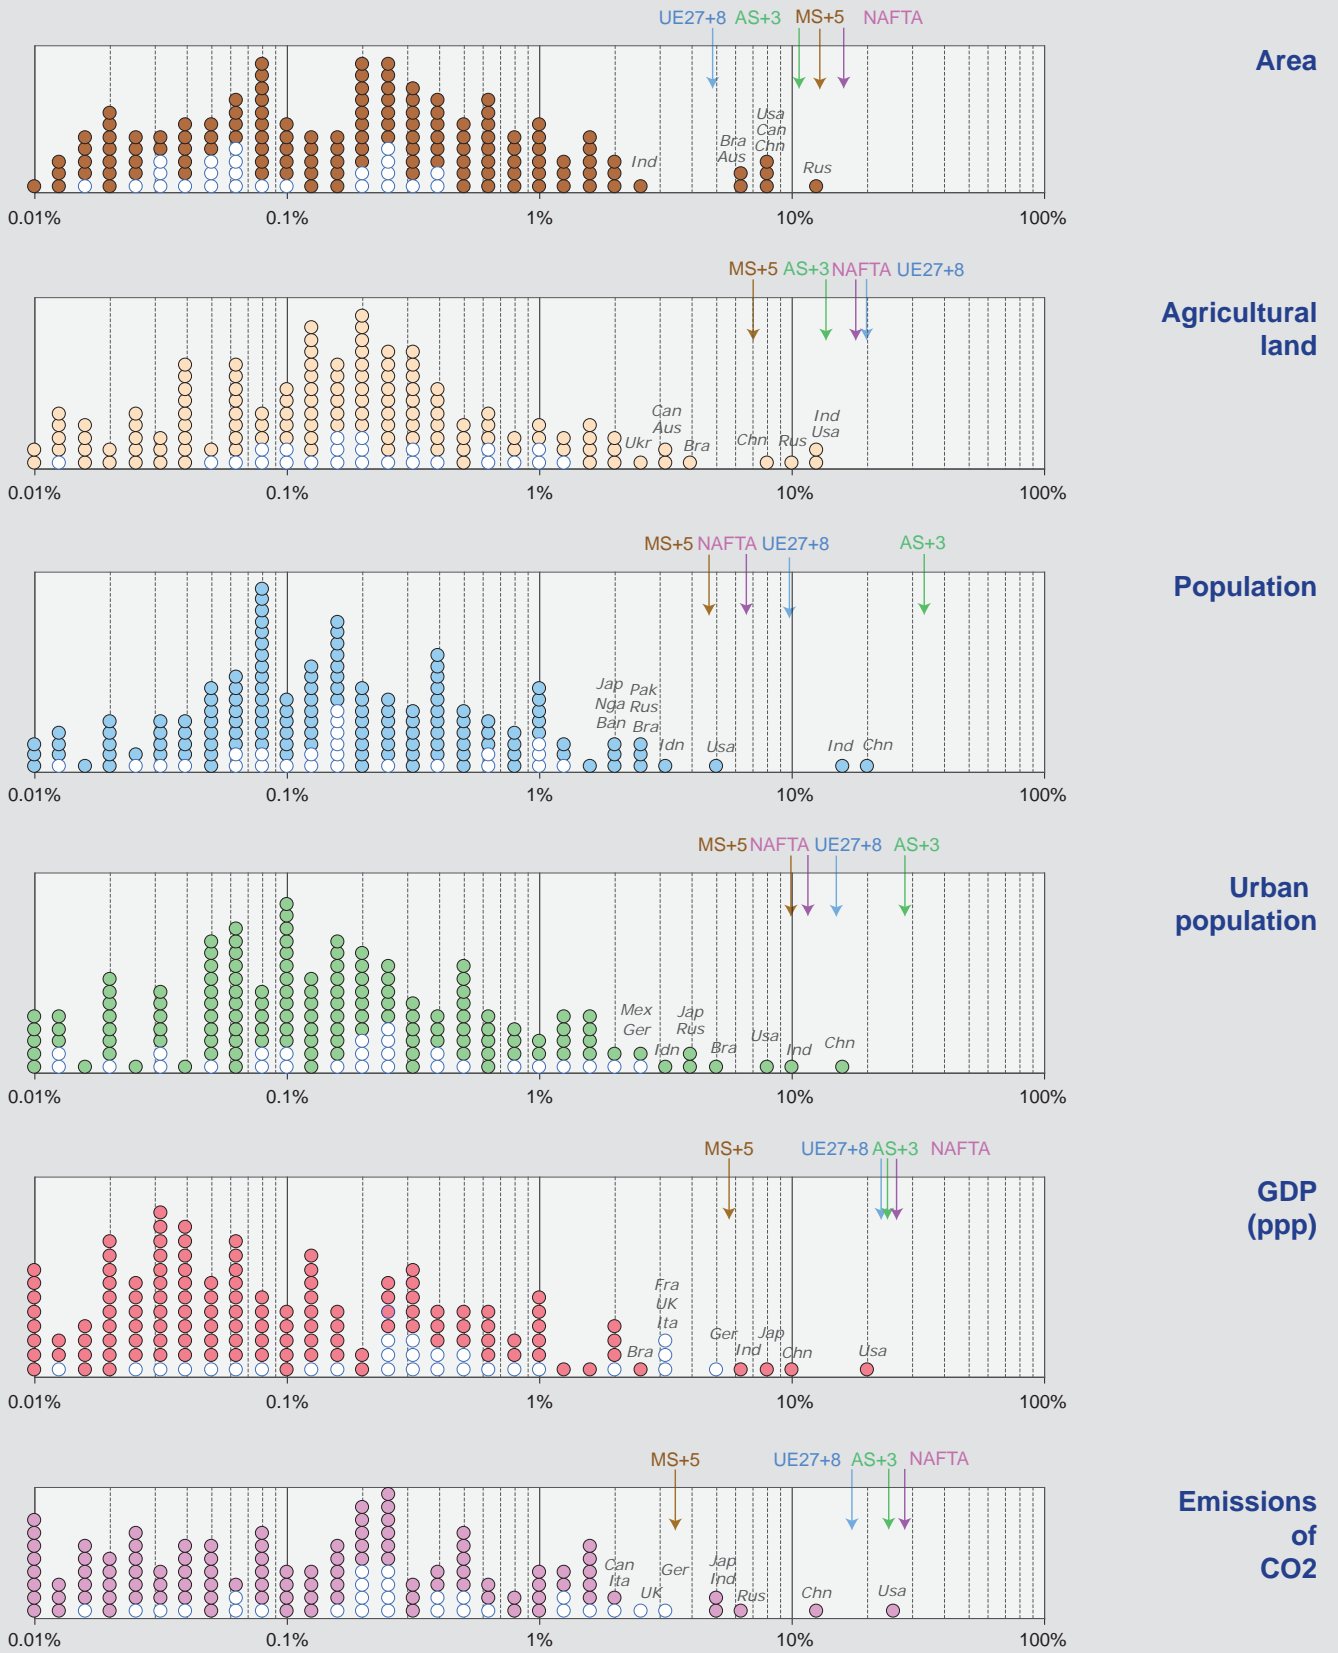 UE27+8 AS+3 MS+5 NAFTA
Area
Usa
Can
Bra Chn
Ind Aus Rus
0.01% 0.1% 1% 10% 100%
MS+5 AS+3 NAFTA UE27+8
Agricultural
land
Can Ind
Aus Usa
Ukr Bra Chn Rus
0.01% 0.1% 1% 10% 100%
MS+5 NAFTA UE27+8 AS+3
Population
Jap Pak
Nga Rus
Ban Bra
Idn Usa Ind Chn
0.01% 0.1% 1% 10% 100%
MS+5 NAFTA UE27+8 AS+3
Urban
population
Mex Jap
Ger Rus Usa Chn
Idn Bra Ind
0.01% 0.1% 1% 10% 100%
MS+5 UE27+8 AS+3 NAFTA
GDP
(ppp)
Fra
UK
Ita Ger Jap
Bra Ind Chn Usa
0.01% 0.1% 1% 10% 100%
MS+5 UE27+8 AS+3 NAFTA
Emissions
of
CO2
Can Ger Jap
Ita Ind
UK Rus Chn Usa
0.01% 0.1% 1% 10% 100%